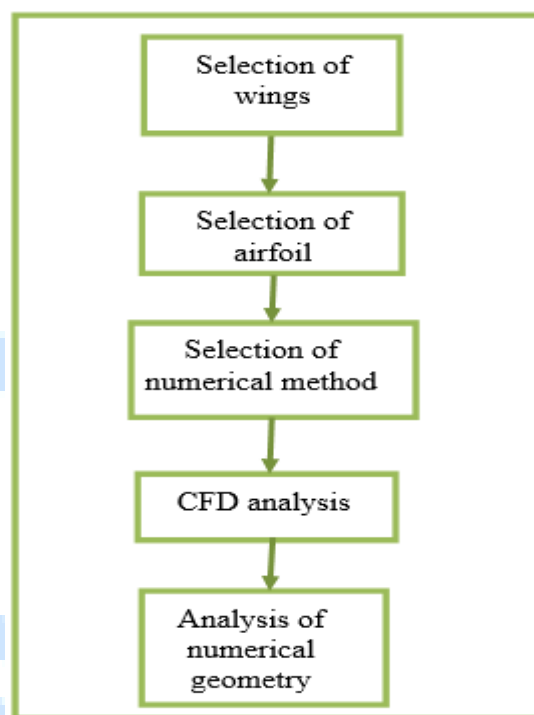 Selection of
wings
Selection of
airfoil
Selection of
numerical method
CFD analysis
Analysis of
numerical
geometry